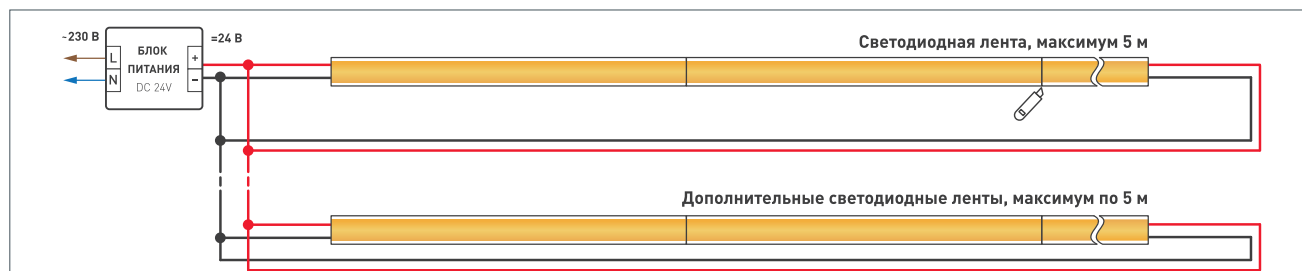 ~230 В
=24 В
БЛОК
ПИТАНИЯ
DC 24V
L
N
+
−
Светодиодная лента, максимум 5 м
Дополнительные светодиодные ленты, максимум по 5 м